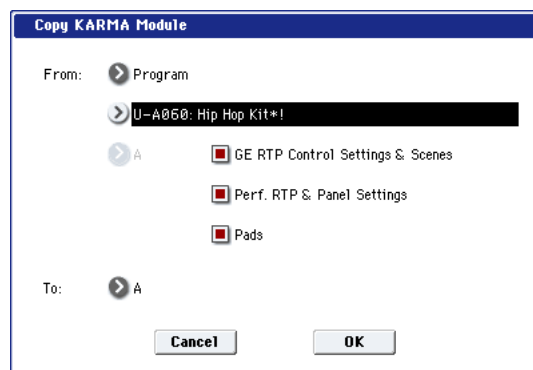 Copy KARMA Module
From: Program
U-A060: Hip Hop Kit*!
A GE RTP Control Settings & Scenes
Perf. RTP & Panel Settings
Pads
To: A
Cancel OK